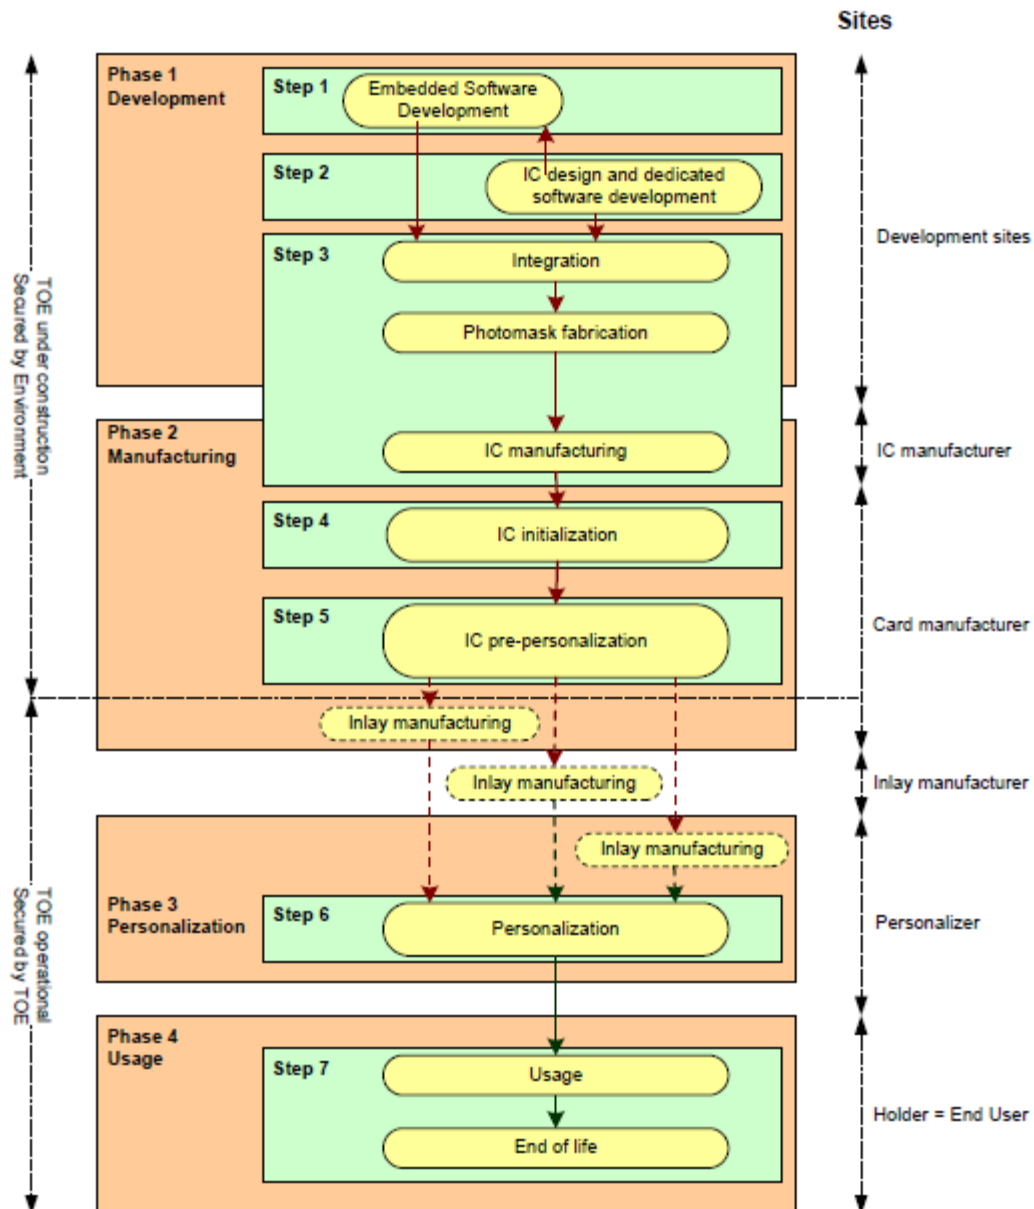 Sites
Phase 1
Development
Step 1
Embedded Software
Development
Step 2
IC design and dedicated
software development
Step 3
Integration
Photomask fabrication
Development sites
TOE under construction
Secured by Environment
Phase 2
Manufacturing
IC manufacturing
IC manufacturer
Step 4
IC initialization
Step 5
IC pre-personalization
Card manufacturer
Inlay manufacturing
Inlay manufacturing
Inlay manufacturer
Inlay manufacturing
Phase 3
Personalization
Step 6
Personalization
Personalizer
TOE operational
Secured by TOE
Phase 4
Usage
Step 7
Usage
End of life
Holder = End User